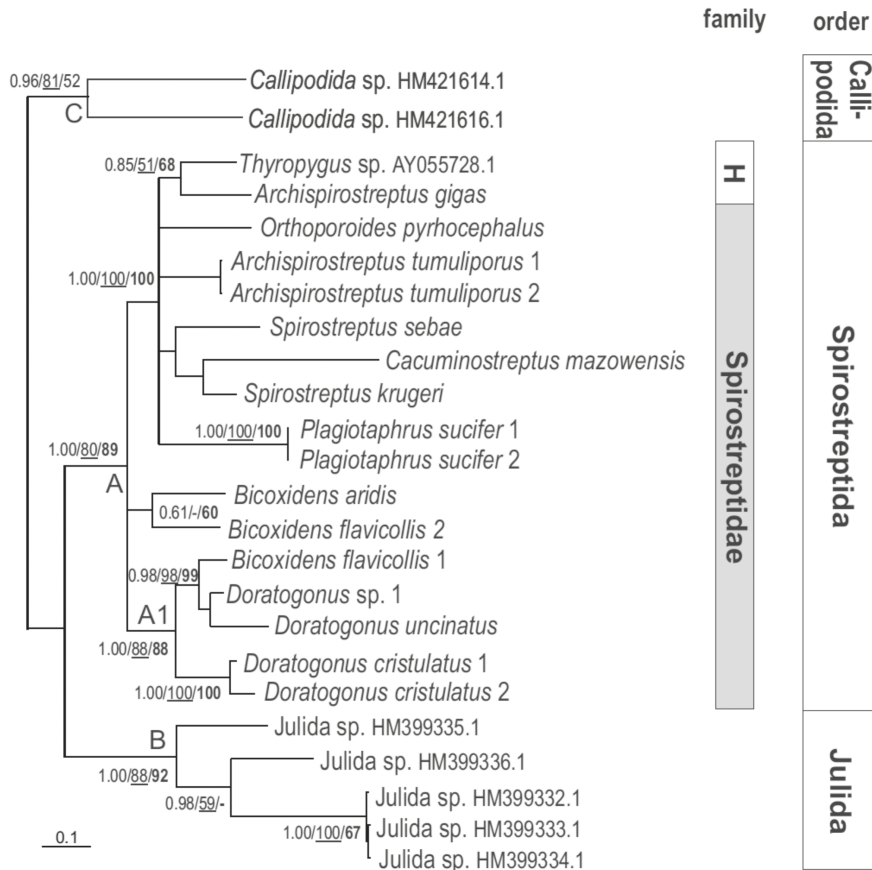 family order
0.96/81/52
Callipodida sp. HM421614.1
C
Callipodida sp. HM421616.1
Calli-
podida
0.85/51/68
Thyropygus sp. AY055728.1
H
Archispirostreptus gigas
Orthoporoides pyrhocephalus
1.00/100/100
Archispirostreptus tumuliporus 1
Archispirostreptus tumuliporus 2
Spirostreptus sebae
Cacuminostreptus mazowensis
Spirostreptus krugeri
1.00/100/100
Plagiotaphrus sucifer 1
Plagiotaphrus sucifer 2
1.00/80/89
A
Bicoxidens aridis
0.61/-/60
Bicoxidens flavicollis 2
Bicoxidens flavicollis 1
0.98/98/99
Doratogonus sp. 1
A1
Doratogonus uncinatus
1.00/88/88
Doratogonus cristulatus 1
1.00/100/100
Doratogonus cristulatus 2
Spirostreptidae
Spirostreptida
B
Julida sp. HM399335.1
1.00/88/92
Julida sp. HM399336.1
0.98/59/-
Julida sp. HM399332.1
1.00/100/67
Julida sp. HM399333.1
Julida sp. HM399334.1
Julida
0.1